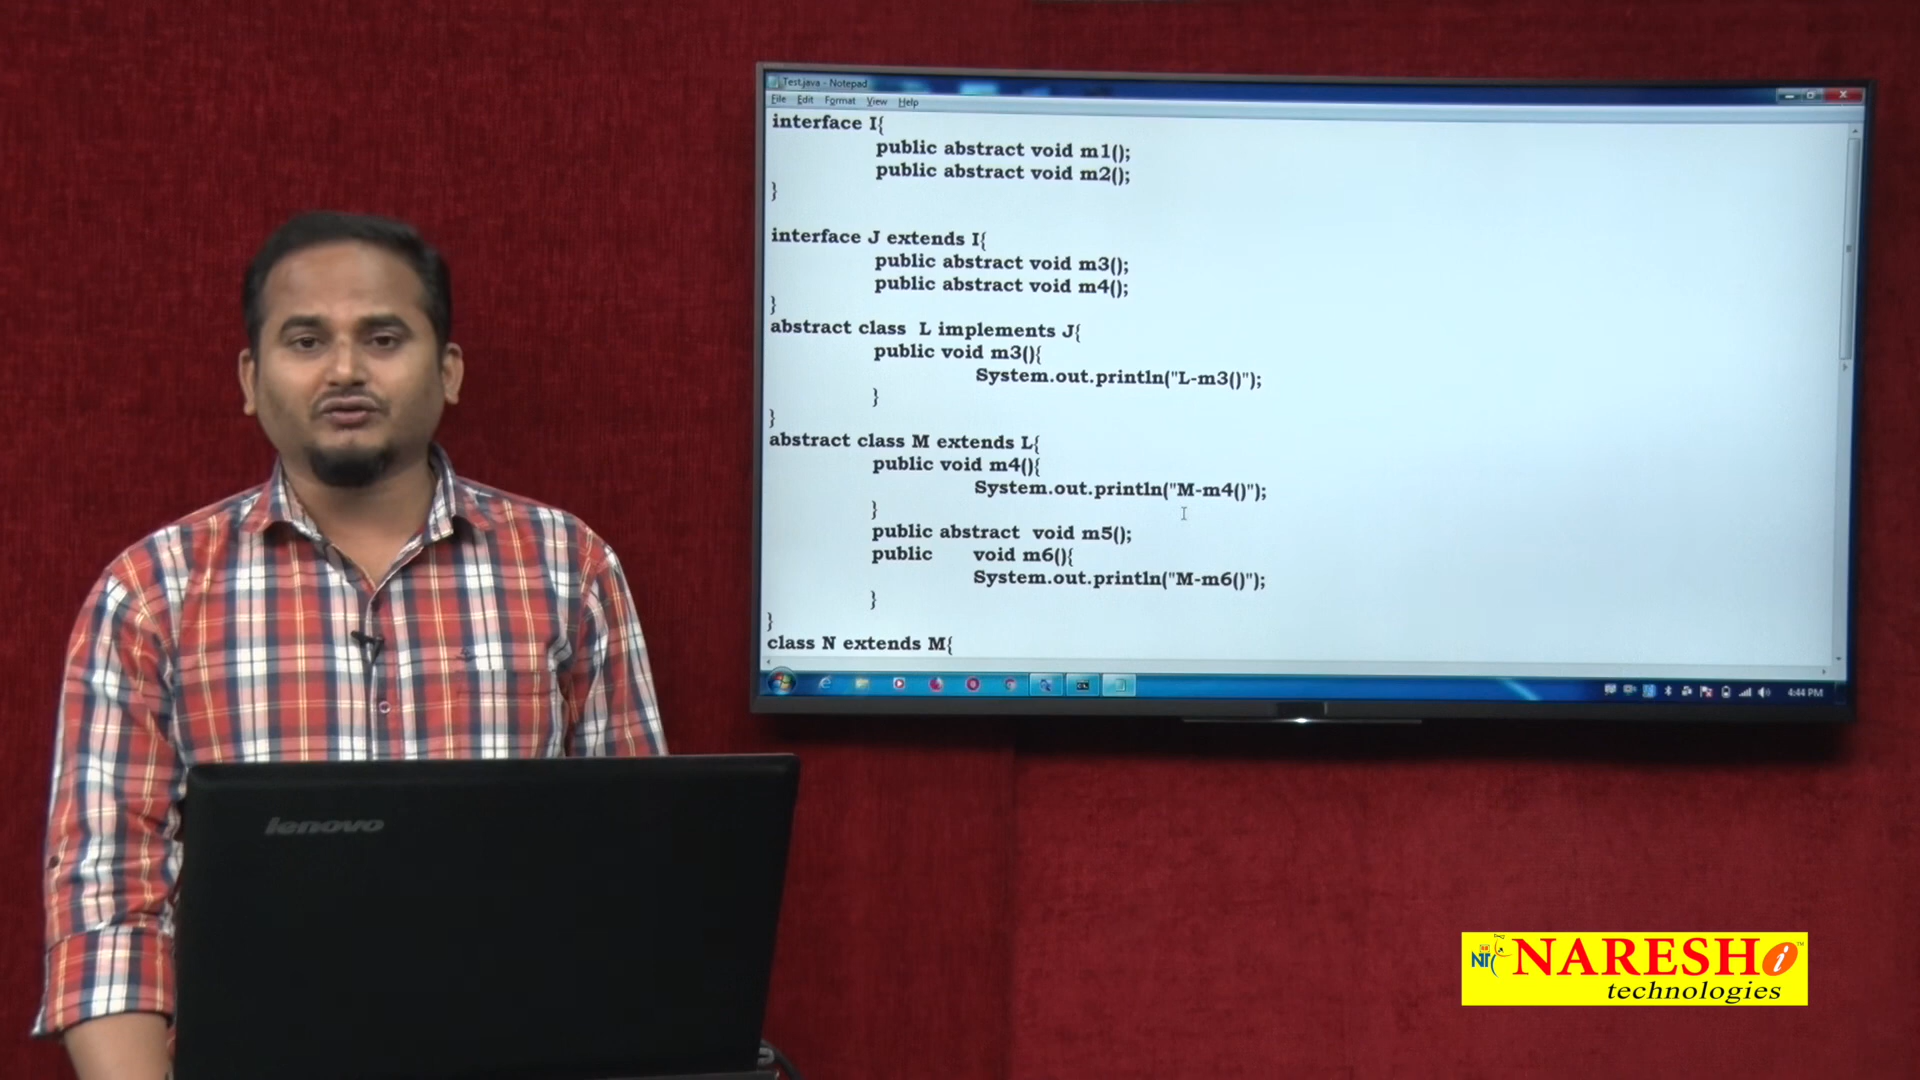 Test.java - Notepad
File Edit Format View Help
interface I{
public abstract void m1();
public abstract void m2();
}
interface J extends I{
public abstract void m3();
public abstract void m4();
}
abstract class L implements J{
public void m3(){
System.out.println("L-m3()");
}
}
abstract class M extends L{
public void m4(){
System.out.println("M-m4()");
}
public abstract void m5();
public void m6(){
System.out.println("M-m6()");
}
}
class N extends M{
4:44 PM
lenovo
NARESH i
technologies